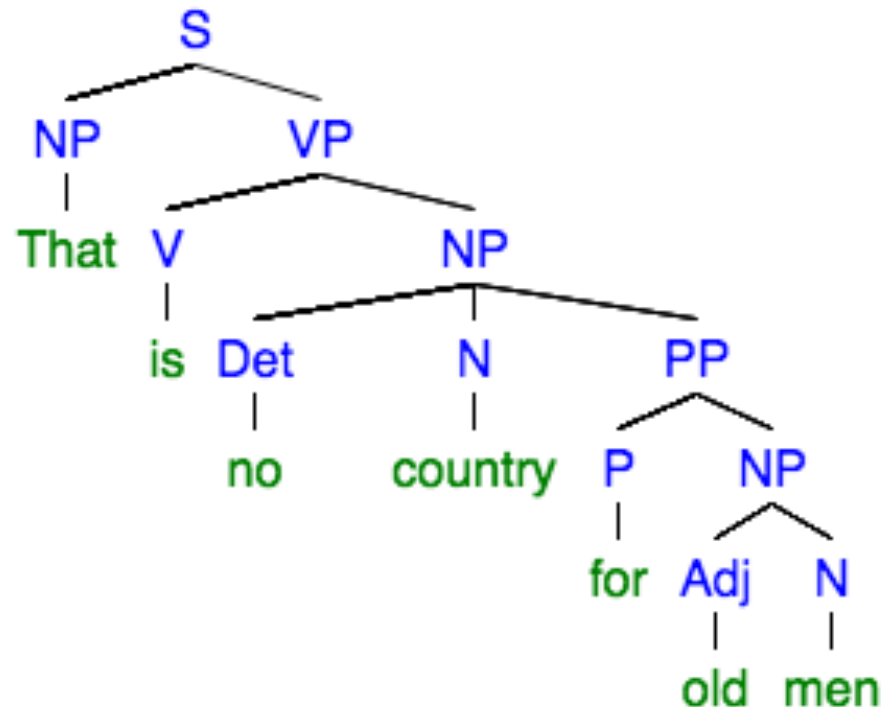 S
NP VP
That V NP
is Det N PP
no country P NP
for Adj N
old men